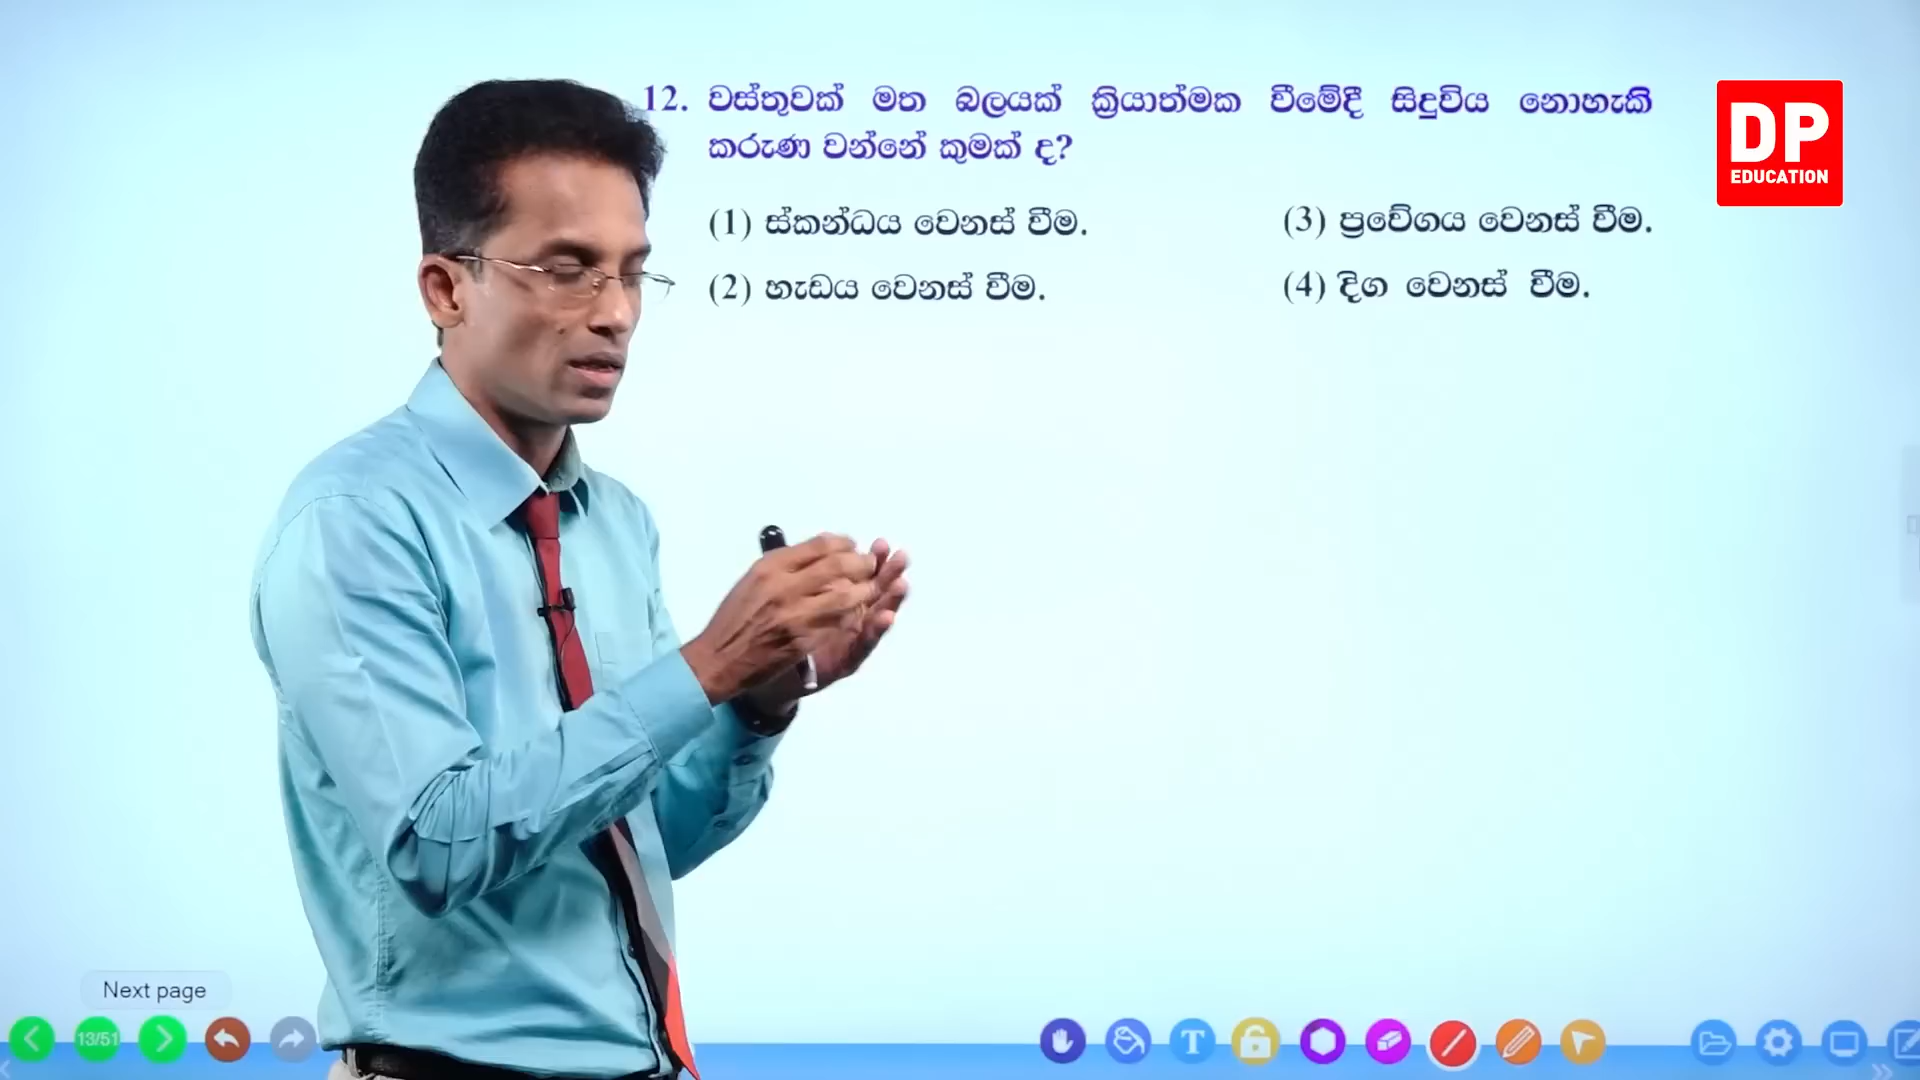 12. වස්තුවක් මත බලයක් ක්‍රියාත්මක වීමේදී සිදුවිය නොහැකි
කරුණ වන්නේ කුමක් ද?
(1) ස්කන්ධය වෙනස් වීම.
(3) ප්‍රවේගය වෙනස් වීම.
(2) හැඩය වෙනස් වීම.
(4) දිග වෙනස් වීම.
DP
EDUCATION
Next page
13/51
T